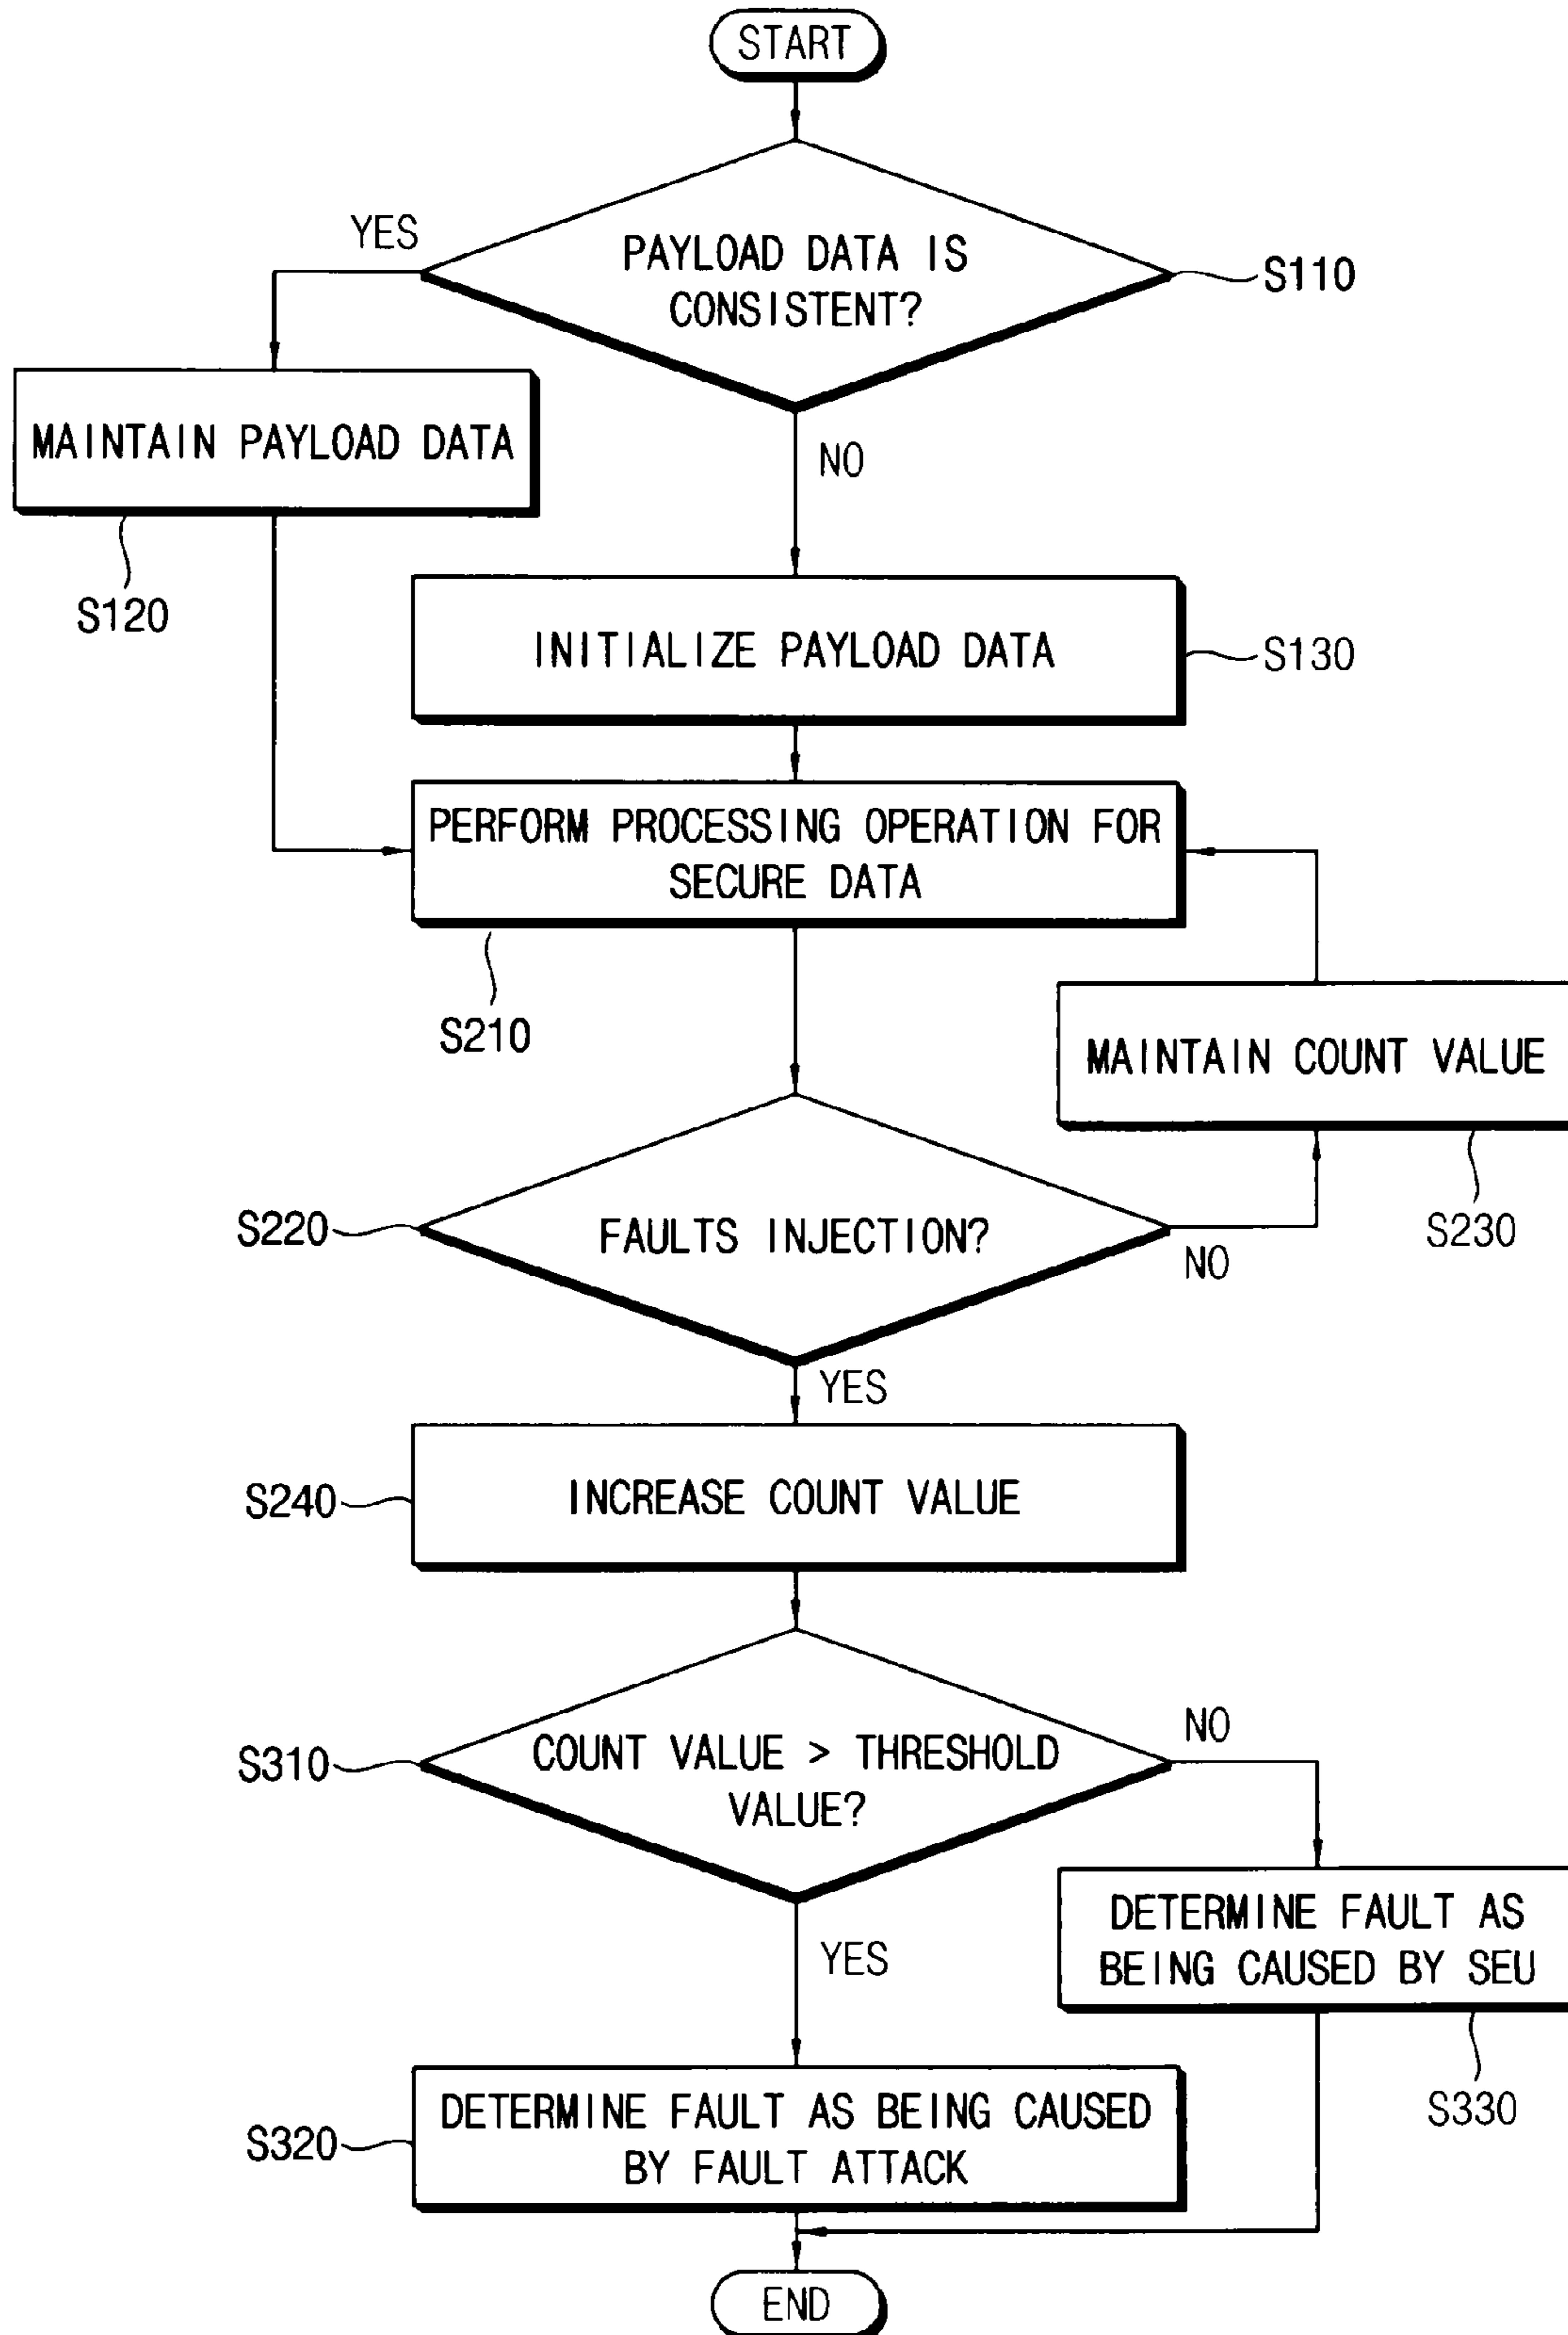 START
YES
PAYLOAD DATA IS
CONSISTENT?
S110
MAINTAIN PAYLOAD DATA
NO
S120
INITIALIZE PAYLOAD DATA
S130
PERFORM PROCESSING OPERATION FOR
SECURE DATA
S210
MAINTAIN COUNT VALUE
S220
FAULTS INJECTION?
NO
S230
YES
S240
INCREASE COUNT VALUE
NO
S310
COUNT VALUE > THRESHOLD
VALUE?
DETERMINE FAULT AS
BEING CAUSED BY SEU
YES
S330
S320
DETERMINE FAULT AS BEING CAUSED
BY FAULT ATTACK
END